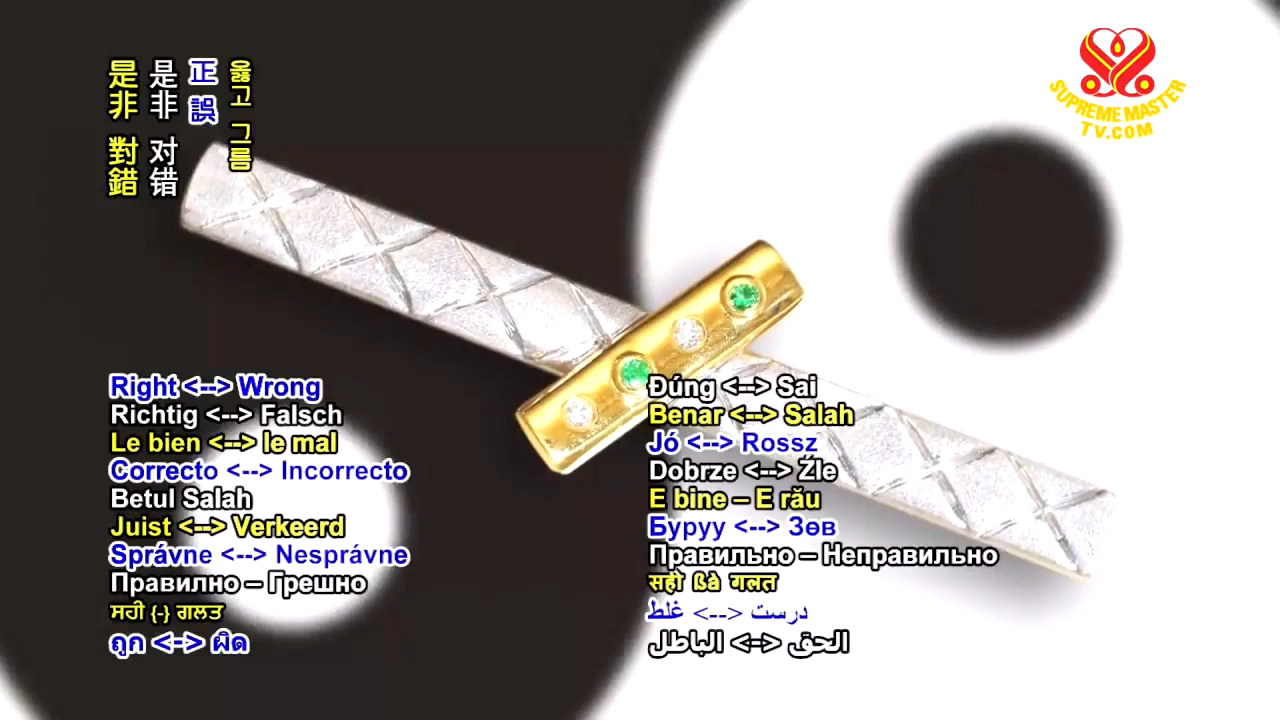 是非 對錯
是非 对错
正誤
옳고 그름
SUPREME MASTER
TV.COM
Right <--> Wrong
Richtig <--> Falsch
Le bien <--> le mal
Correcto <--> Incorrecto
Betul Salah
Juist <--> Verkeerd
Správne <--> Nesprávne
Правилно – Грешно
ਸਹੀ {-} ਗਲਤ
ถูก <-> ผิด
Đúng <--> Sai
Benar <--> Salah
Jó <--> Rossz
Dobrze <--> Źle
E bine – E rău
Буруу <--> Зөв
Правильно – Неправильно
सही ßà गलत
درست <--> غلط
الحق <-> الباطل